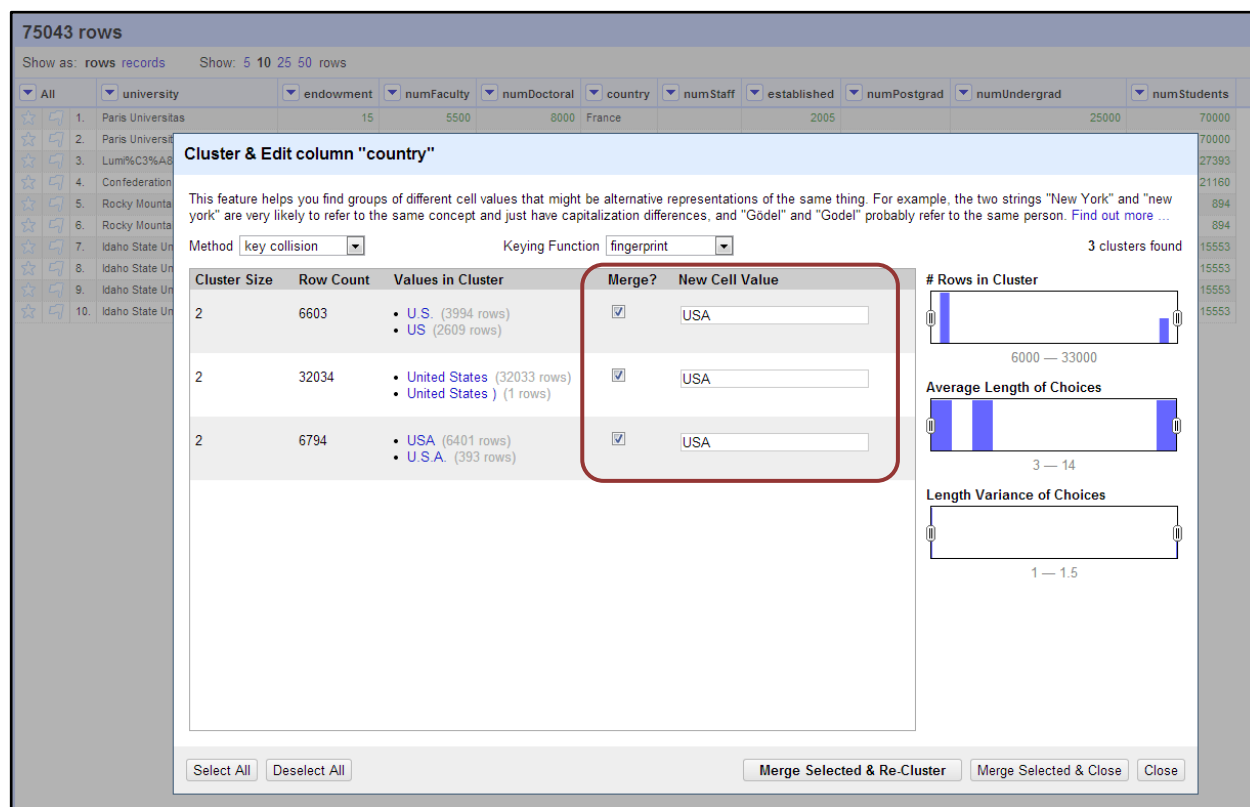 75043 rows
Show as: rows records Show: 5 10 25 50 rows
All university endowment numFaculty numDoctoral country numStaff established numPostgrad numUndergrad numStudents
1. Paris Universitas 15 5500 8000 France 2005 25000 70000
2. Paris Universit 70000
3. Lumi%C3%A8 27393
4. Confederation 21160
5. Rocky Mounta 894
6. Rocky Mounta 894
7. Idaho State Un 15553
8. Idaho State Un 15553
9. Idaho State Un 15553
10. Idaho State Un 15553
Cluster & Edit column "country"
This feature helps you find groups of different cell values that might be alternative representations of the same thing. For example, the two strings "New York" and "new
york" are very likely to refer to the same concept and just have capitalization differences, and "Gödel" and "Godel" probably refer to the same person. Find out more ...
Method key collision Keying Function fingerprint 3 clusters found
Cluster Size Row Count Values in Cluster Merge? New Cell Value
2 6603 • U.S. (3994 rows) USA
• US (2609 rows)
2 32034 • United States (32033 rows) USA
• United States ) (1 rows)
2 6794 • USA (6401 rows) USA
• U.S.A. (393 rows)
# Rows in Cluster
6000 — 33000
Average Length of Choices
3 — 14
Length Variance of Choices
1 — 1.5
Select All Deselect All Merge Selected & Re-Cluster Merge Selected & Close Close